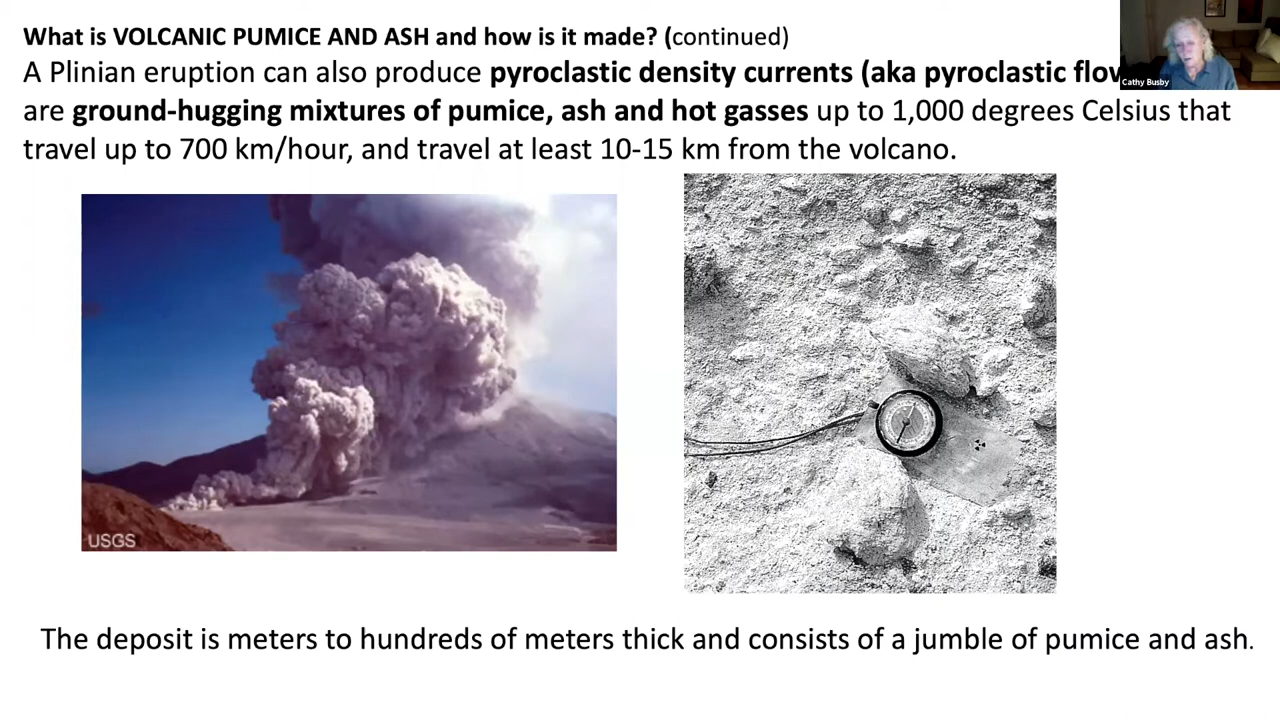 What is VOLCANIC PUMICE AND ASH and how is it made? (continued)
A Plinian eruption can also produce pyroclastic density currents (aka pyroclastic
Cathy Busby
are ground-hugging mixtures of pumice, ash and hot gasses up to 1,000 degrees Celsius that
travel up to 700 km/hour, and travel at least 10-15 km from the volcano.
USGS
The deposit is meters to hundreds of meters thick and consists of a jumble of pumice and ash.